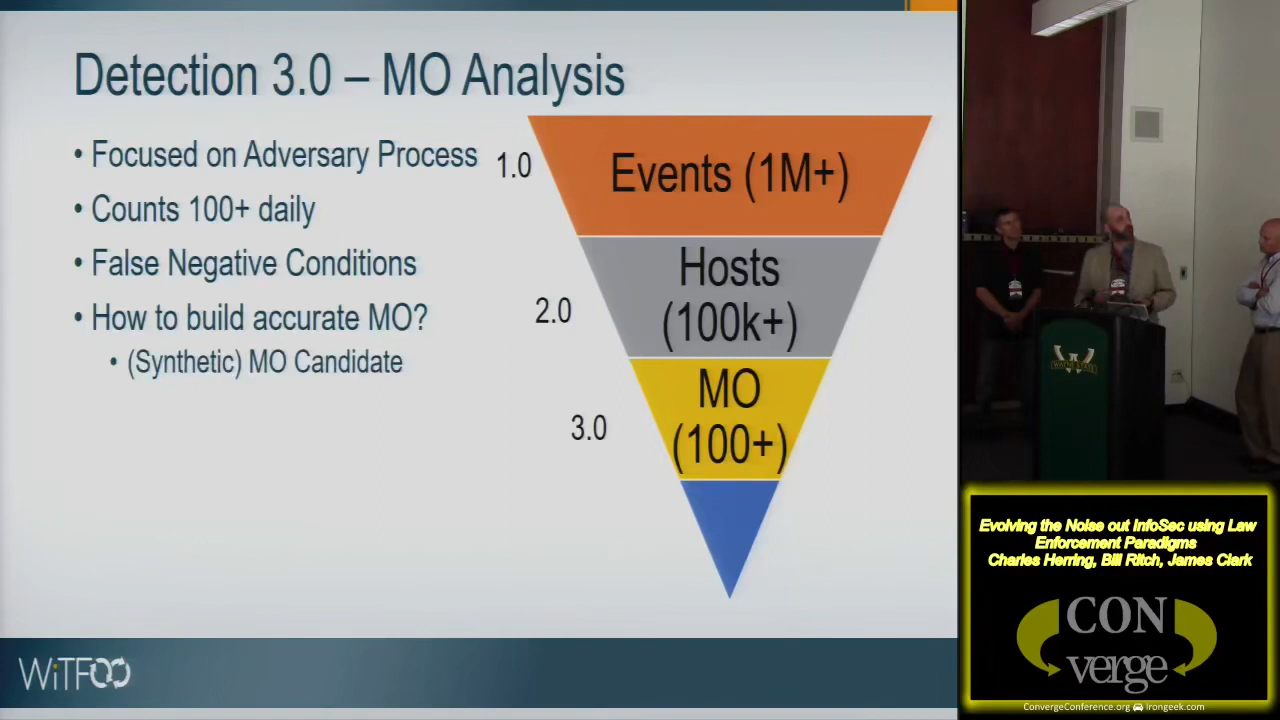 Detection 3.0 – MO Analysis
• Focused on Adversary Process
• Counts 100+ daily
• False Negative Conditions
• How to build accurate MO?
• (Synthetic) MO Candidate
1.0
Events (1M+)
2.0
Hosts
(100k+)
3.0
MO
(100+)
WiTFOO
WAYNE STATE
Evolving the Noise out InfoSec using Law
Enforcement Paradigms
Charles Herring, Bill Ritch, James Clark
CON
verge
ConvergeConference.org Irongeek.com